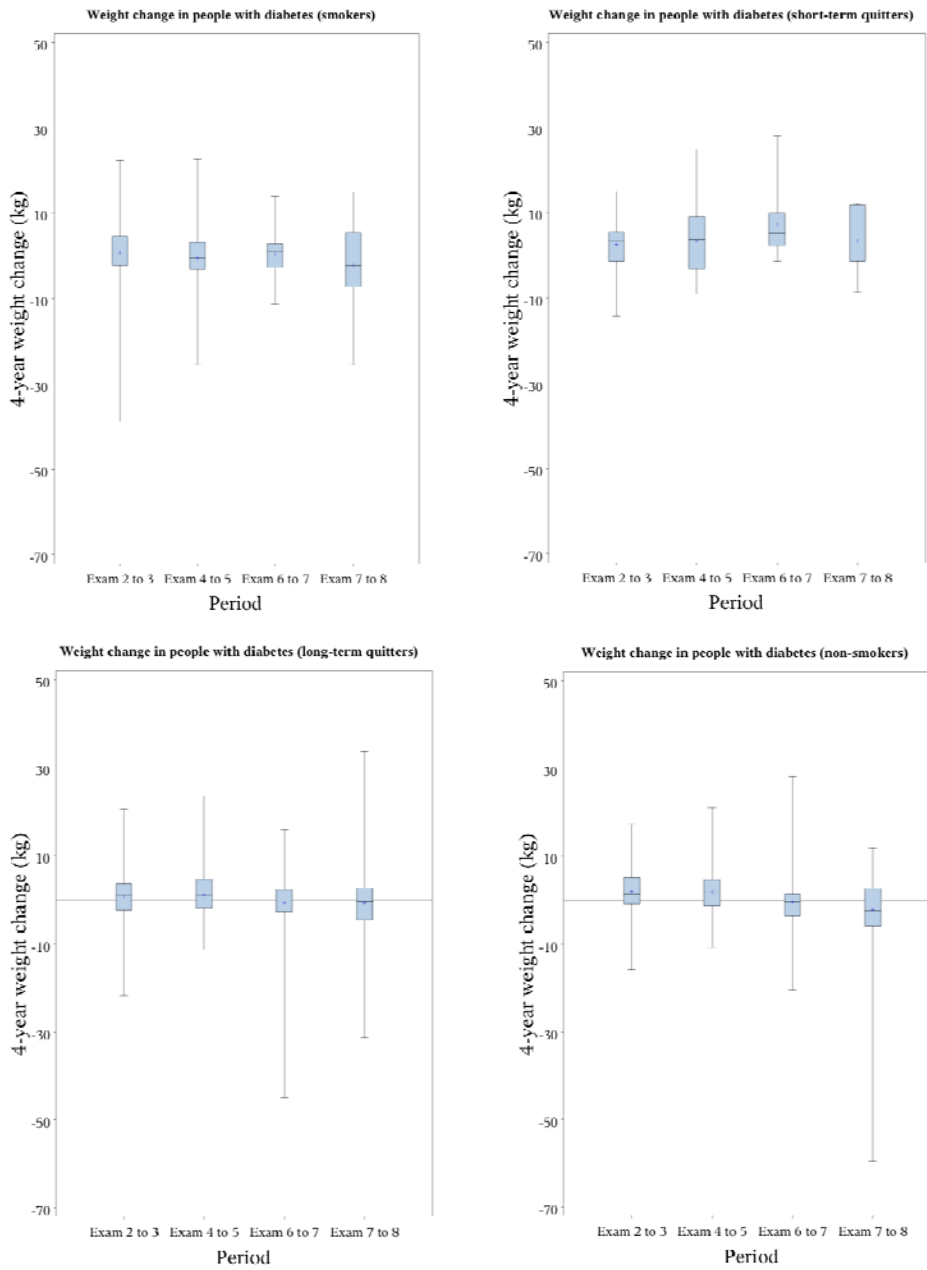 Weight change in people with diabetes (smokers)
50
30
10
-10
-30
-50
-70
4-year weight change (kg)
Exam 2 to 3 Exam 4 to 5 Exam 6 to 7 Exam 7 to 8
Period
Weight change in people with diabetes (short-term quitters)
50
30
10
-10
-30
-50
-70
4-year weight change (kg)
Exam 2 to 3 Exam 4 to 5 Exam 6 to 7 Exam 7 to 8
Period
Weight change in people with diabetes (long-term quitters)
50
30
10
-10
-30
-50
-70
4-year weight change (kg)
Exam 2 to 3 Exam 4 to 5 Exam 6 to 7 Exam 7 to 8
Period
Weight change in people with diabetes (non-smokers)
50
30
10
-10
-30
-50
-70
4-year weight change (kg)
Exam 2 to 3 Exam 4 to 5 Exam 6 to 7 Exam 7 to 8
Period